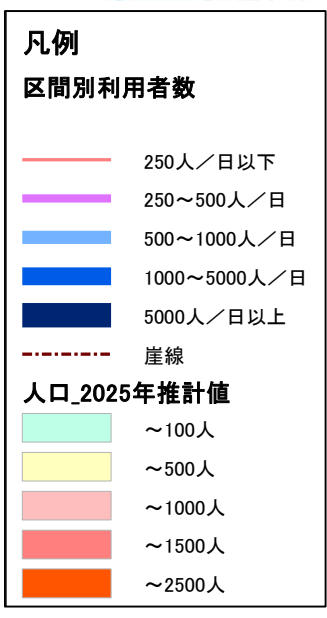 凡例
区間別利用者数
250人／日以下
250～500人／日
500～1000人／日
1000～5000人／日
5000人／日以上
崖線
人口_2025年推計値
～100人
～500人
～1000人
～1500人
～2500人